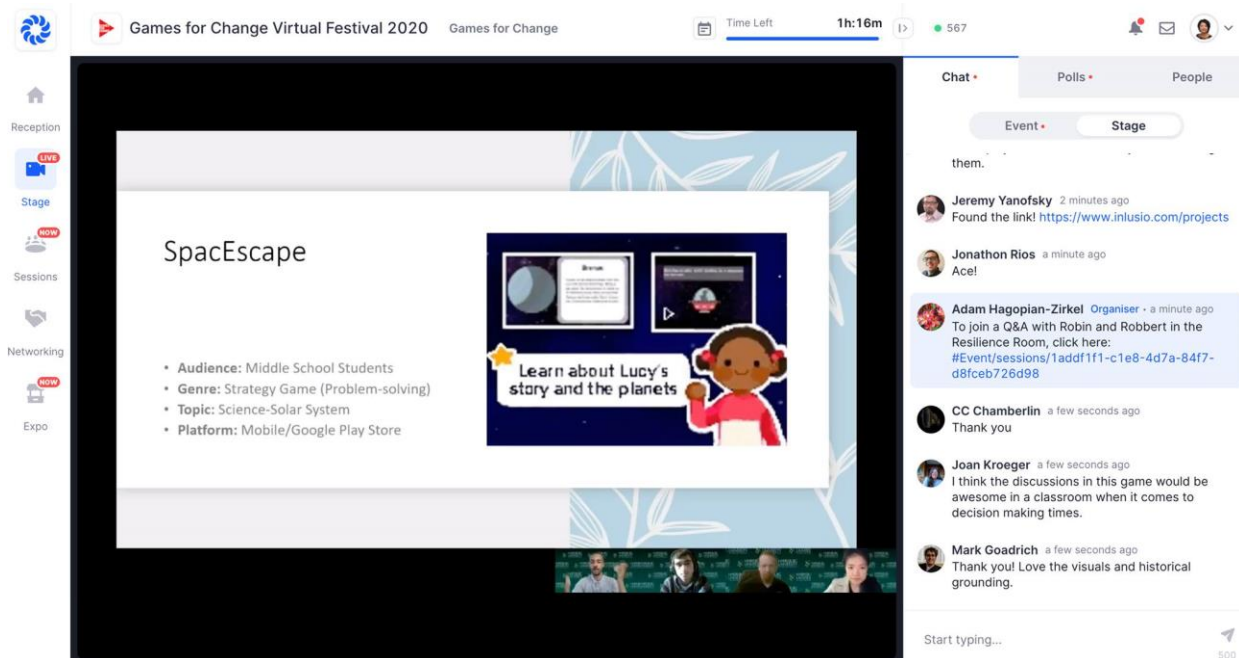 Games for Change Virtual Festival 2020
Games for Change
Time Left
1h:16m
567
Reception
LIVE
Stage
NOW
Sessions
Networking
NOW
Expo
SpacEscape
• Audience: Middle School Students
• Genre: Strategy Game (Problem-solving)
• Topic: Science-Solar System
• Platform: Mobile/Google Play Store
Learn about Lucy's
story and the planets
Chat
Polls
People
Event
Stage
them.
Jeremy Yanofsky 2 minutes ago
Found the link! https://www.inlusio.com/projects
Jonathon Rios a minute ago
Ace!
Adam Hagopian-Zirkel Organiser • a minute ago
To join a Q&A with Robin and Robbert in the
Resilience Room, click here:
#Event/sessions/1addf1f1-c1e8-4d7a-84f7-
d8fceb726d98
CC Chamberlin a few seconds ago
Thank you
Joan Kroeger a few seconds ago
I think the discussions in this game would be
awesome in a classroom when it comes to
decision making times.
Mark Goadrich a few seconds ago
Thank you! Love the visuals and historical
grounding.
Start typing...
500